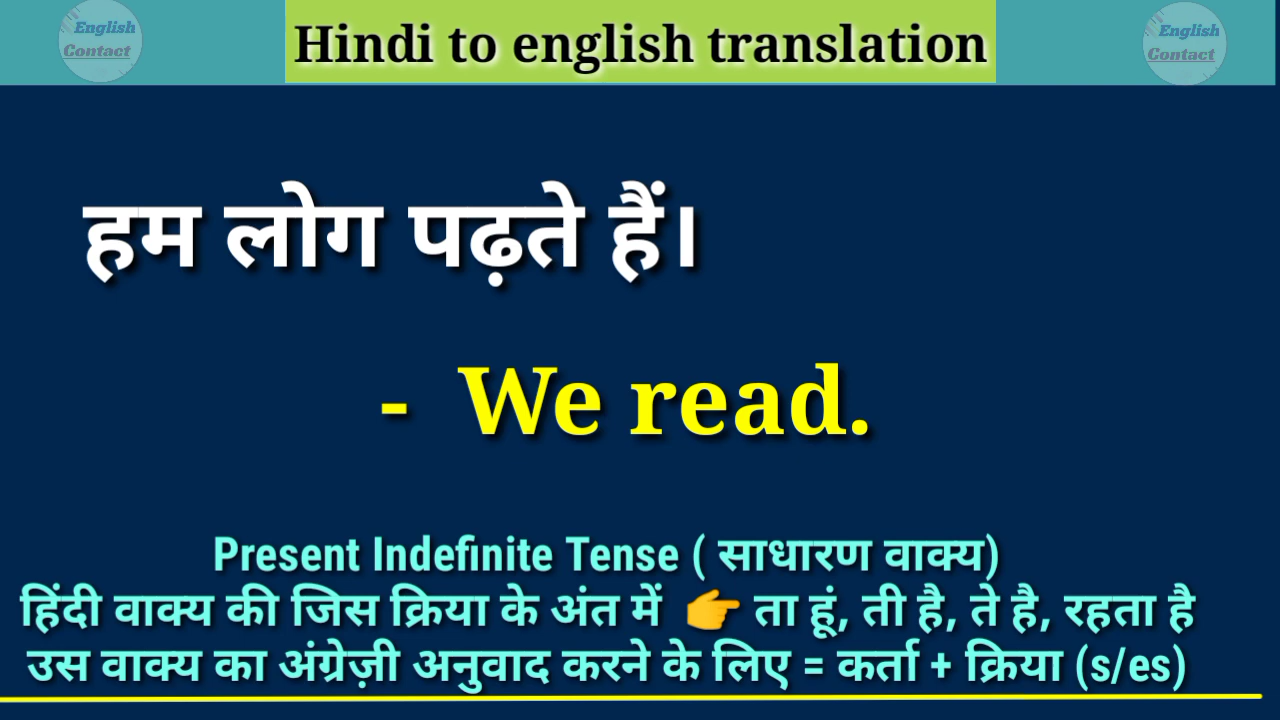 English
Contact
Hindi to english translation
English
Contact
हम लोग पढ़ते हैं।
- We read.
Present Indefinite Tense ( साधारण वाक्य)
हिंदी वाक्य की जिस क्रिया के अंत में 👉 ता हूं, ती है, ते है, रहता है
उस वाक्य का अंग्रेज़ी अनुवाद करने के लिए = कर्ता + क्रिया (s/es)